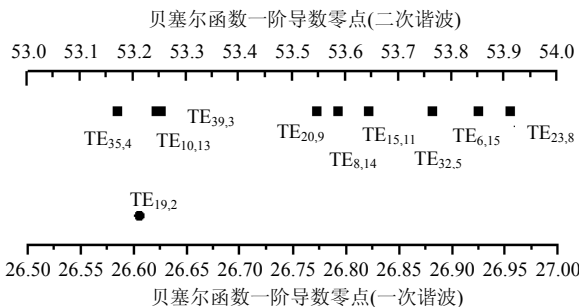 贝塞尔函数一阶导数零点(二次谐波)
53.0 53.1 53.2 53.3 53.4 53.5 53.6 53.7 53.8 53.9 54.0
TE39,3 TE20,9 TE15,11 TE6,15 TE23,8
TE35,4 TE10,13 TE8,14 TE32,5
TE19,2
26.50 26.55 26.60 26.65 26.70 26.75 26.80 26.85 26.90 26.95 27.00
贝塞尔函数一阶导数零点(一次谐波)